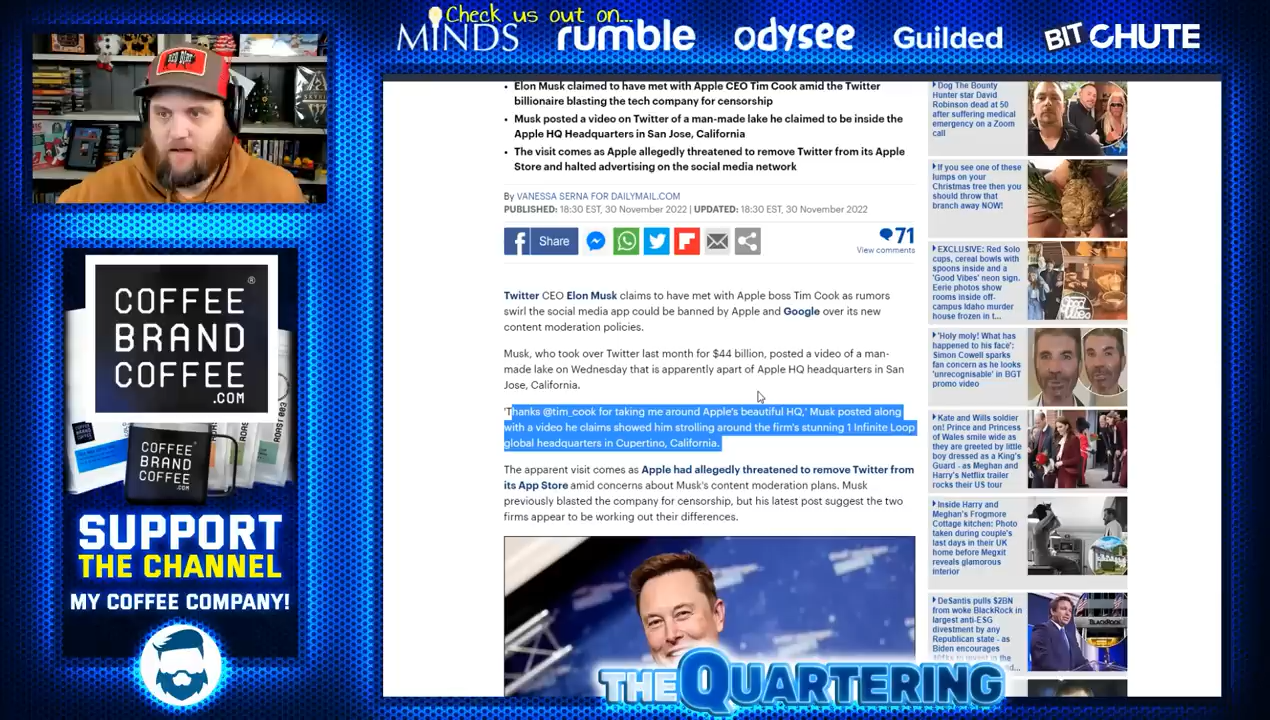 Check us out on...
MINDS
rumble
odysee
Guilded
BIT CHUTE
COFFEE
BRAND
COFFEE
.COM
COFFEE
BRAND
COFFEE
.COM
SUPPORT
THE CHANNEL
MY COFFEE COMPANY!
Elon Musk claimed to have met with Apple CEO Tim Cook amid the Twitter
billionaire blasting the tech company for censorship
Musk posted a video on Twitter of a man-made lake he claimed to be inside the
Apple HQ Headquarters in San Jose, California
The visit comes as Apple allegedly threatened to remove Twitter from its Apple
Store and halted advertising on the social media network
By VANESSA SERNA FOR DAILYMAIL.COM
PUBLISHED: 18:30 EST, 30 November 2022 | UPDATED: 18:30 EST, 30 November 2022
Share
71
View comments
Twitter CEO Elon Musk claims to have met with Apple boss Tim Cook as rumors
swirl the social media app could be banned by Apple and Google over its new
content moderation policies.
Musk, who took over Twitter last month for $44 billion, posted a video of a man-
made lake on Wednesday that is apparently apart of Apple HQ headquarters in San
Jose, California.
'Thanks @tim_cook for taking me around Apple's beautiful HQ,' Musk posted along
with a video he claims showed him strolling around the firm's stunning 1 Infinite Loop
global headquarters in Cupertino, California.
The apparent visit comes as Apple had allegedly threatened to remove Twitter from
its App Store amid concerns about Musk's content moderation plans. Musk
previously blasted the company for censorship, but his latest post suggest the two
firms appear to be working out their differences.
THE QUARTERING
Dog The Bounty
Hunter star David
Robinson dead at 50
after suffering medical
emergency on a Zoom
call
If you see one of these
lumps on your
Christmas tree then you
should throw that
branch away NOW!
EXCLUSIVE: Red Solo
cups, cereal bowls with
spoons inside and a
'Good Vibes' neon sign.
Eerie photos show
rooms inside off-
campus Idaho murder
house frozen in t...
'Holy moly! What has
happened to his face':
Simon Cowell sparks
fan concern as he looks
'unrecognisable' in BGT
promo video
Kate and Wills soldier
on! Prince and Princess
of Wales smile wide as
they are greeted by little
boy dressed as a King's
Guard - as Meghan and
Harry's Netflix trailer
rocks their US tour
Inside Harry and
Meghan's Frogmore
Cottage kitchen: Photo
taken during couple's
last days in their UK
home before Megxit
reveals glamorous
interior
DeSantis pulls $2BN
from woke BlackRock in
largest anti-ESG
divestment by any
Republican state - as
Biden encourages
401ks to invest in the
BLACKROCK